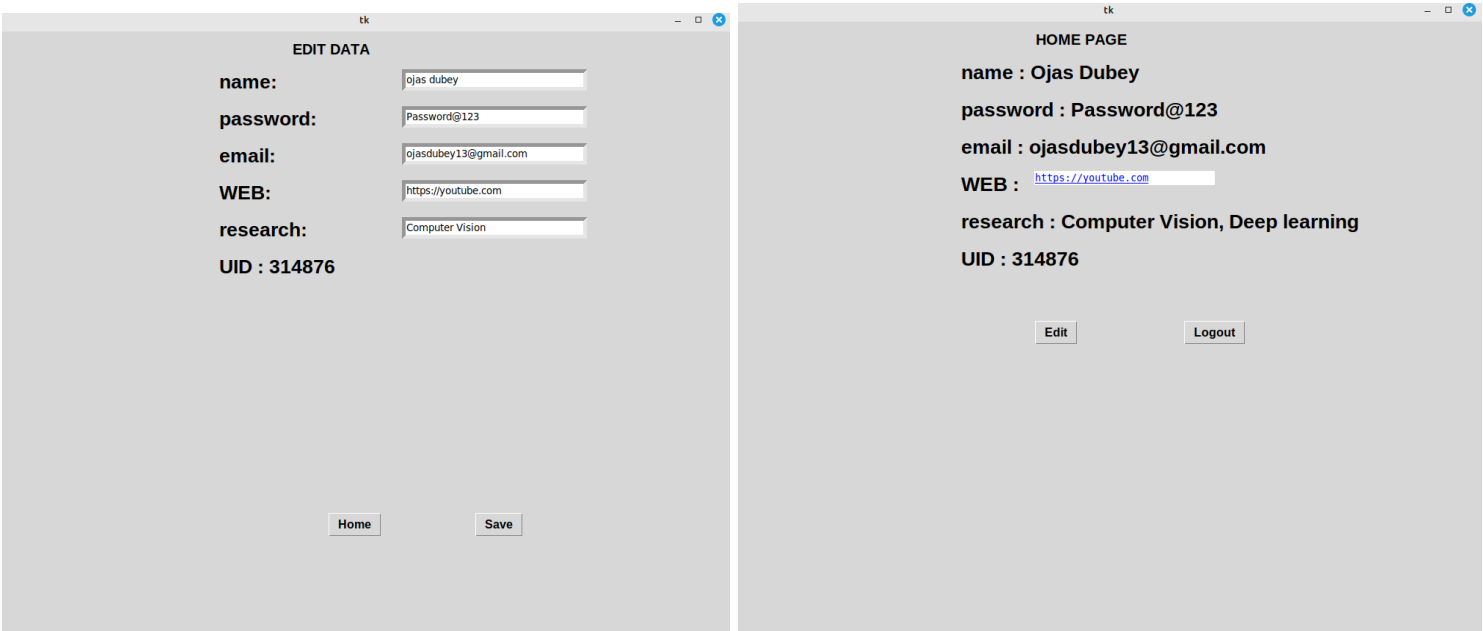 tk
EDIT DATA
name: ojas dubey
password: Password@123
email: ojasdubey13@gmail.com
WEB: https://youtube.com
research: Computer Vision
UID : 314876
Home Save
tk
HOME PAGE
name : Ojas Dubey
password : Password@123
email : ojasdubey13@gmail.com
WEB : https://youtube.com
research : Computer Vision, Deep learning
UID : 314876
Edit Logout